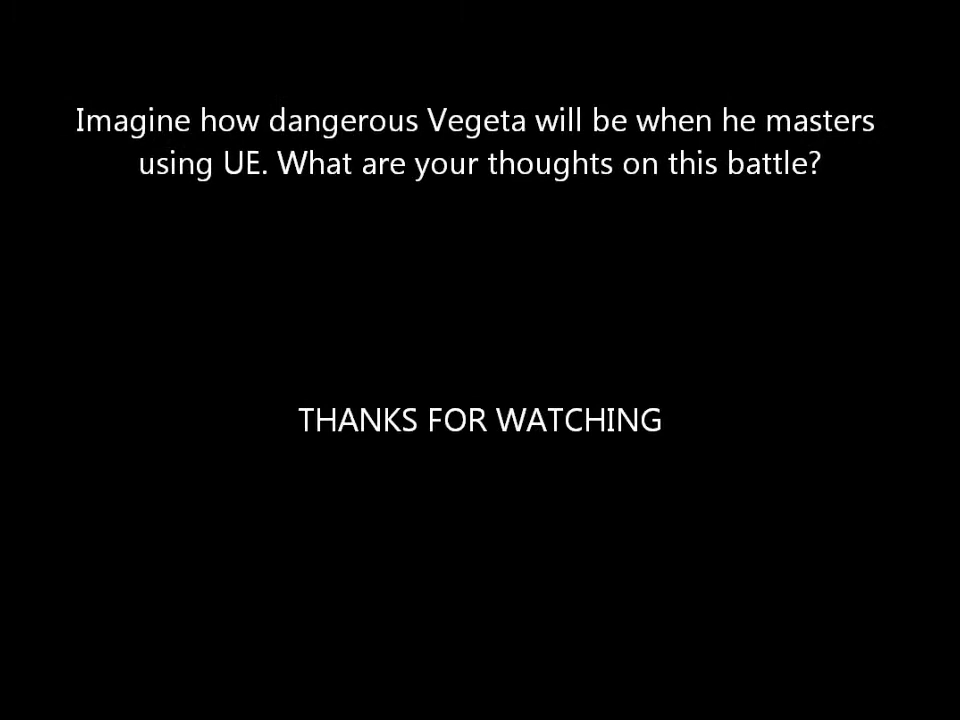 Imagine how dangerous Vegeta will be when he masters
using UE. What are your thoughts on this battle?
THANKS FOR WATCHING